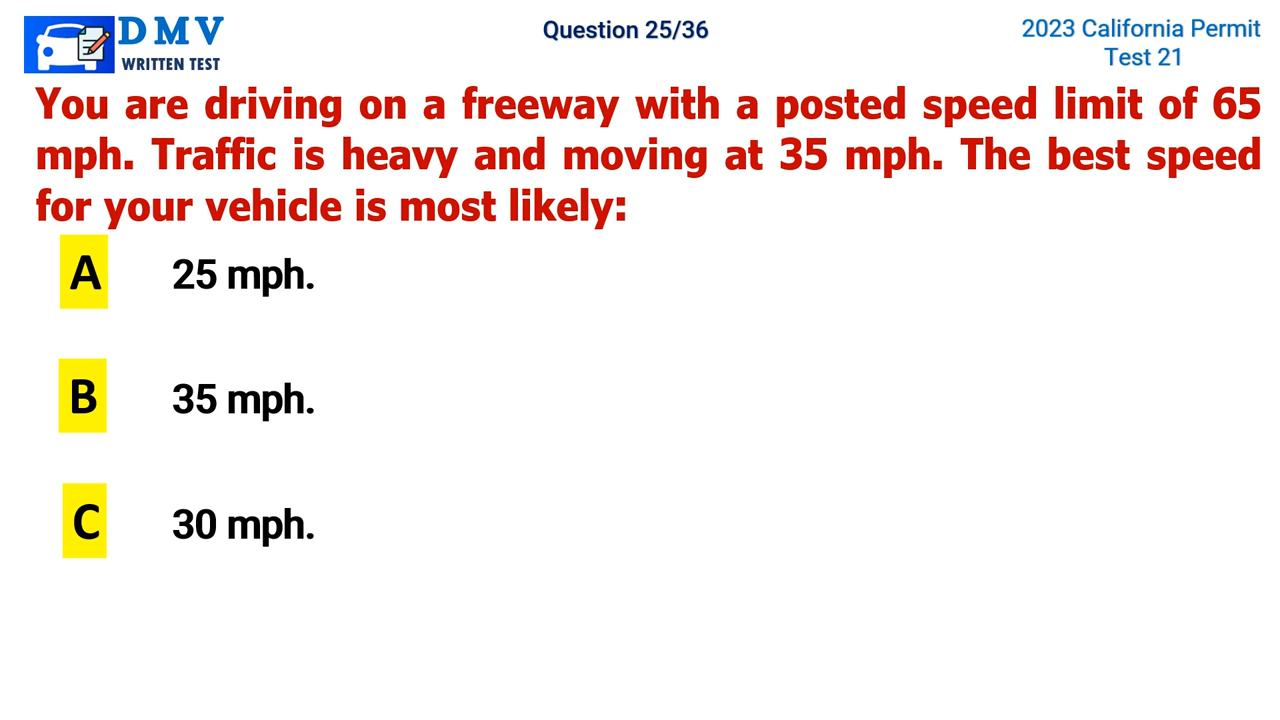 DMV
WRITTEN TEST
Question 25/36
2023 California Permit
Test 21
You are driving on a freeway with a posted speed limit of 65
mph. Traffic is heavy and moving at 35 mph. The best speed
for your vehicle is most likely:
A 25 mph.
B 35 mph.
C 30 mph.